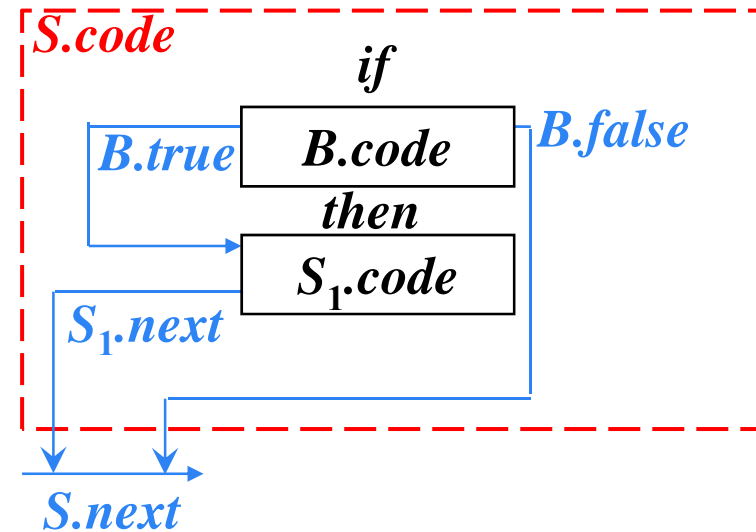 S.code
if
B.true
B.code
B.false
then
S₁.code
S₁.next
S.next